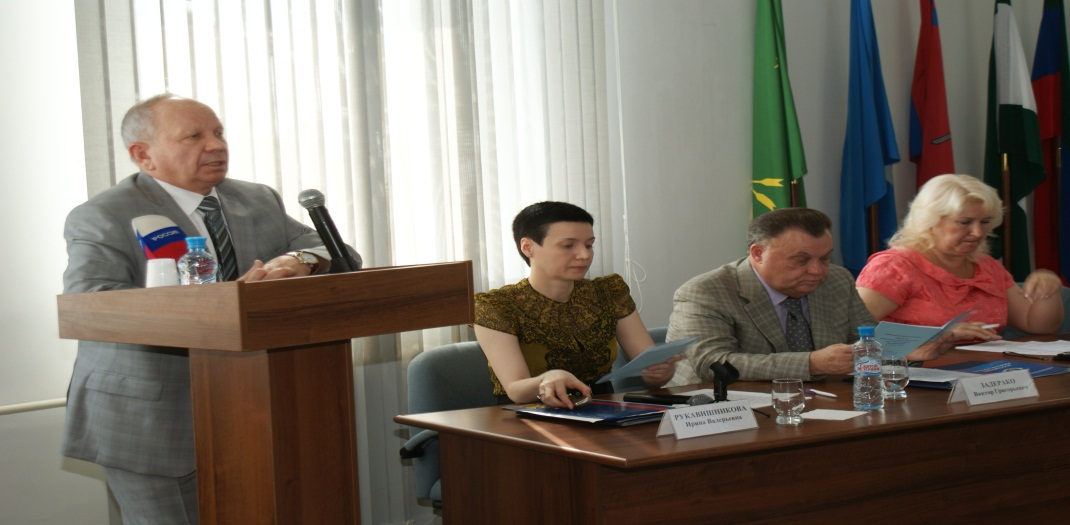 РОССИЯ
РУКАВИШНИКОВА
Ирина Валерьевна
ЗАДЕРАКО
Виктор Григорьевич